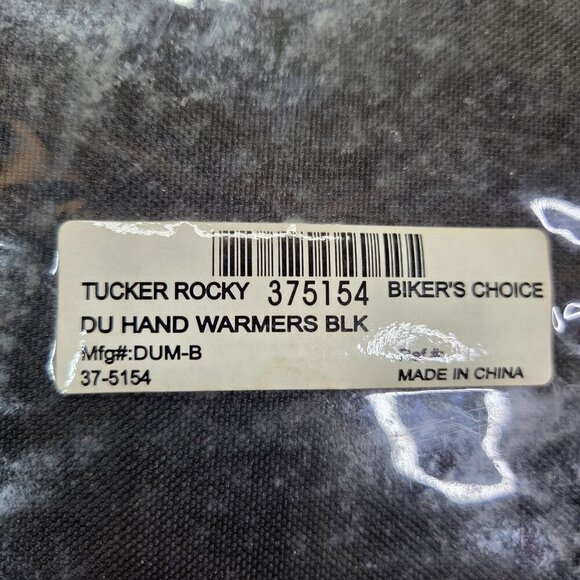 TUCKER ROCKY 375154 BIKER'S CHOICE
DU HAND WARMERS BLK
Mfg#:DUM-B
37-5154 MADE IN CHINA